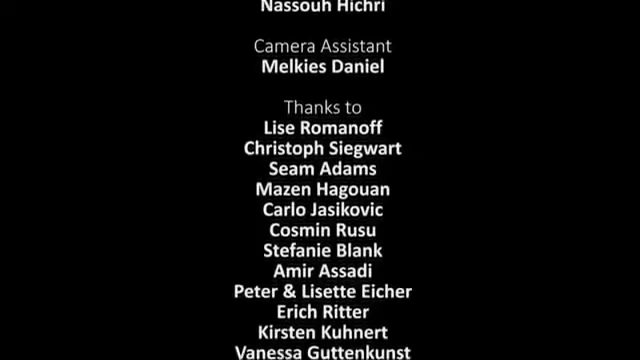 Nassouh Hichri
Camera Assistant
Melkies Daniel
Thanks to
Lise Romanoff
Christoph Siegwart
Seam Adams
Mazen Hagouan
Carlo Jasikovic
Cosmin Rusu
Stefanie Blank
Amir Assadi
Peter & Lisette Eicher
Erich Ritter
Kirsten Kuhnert
Vanessa Guttenkunst